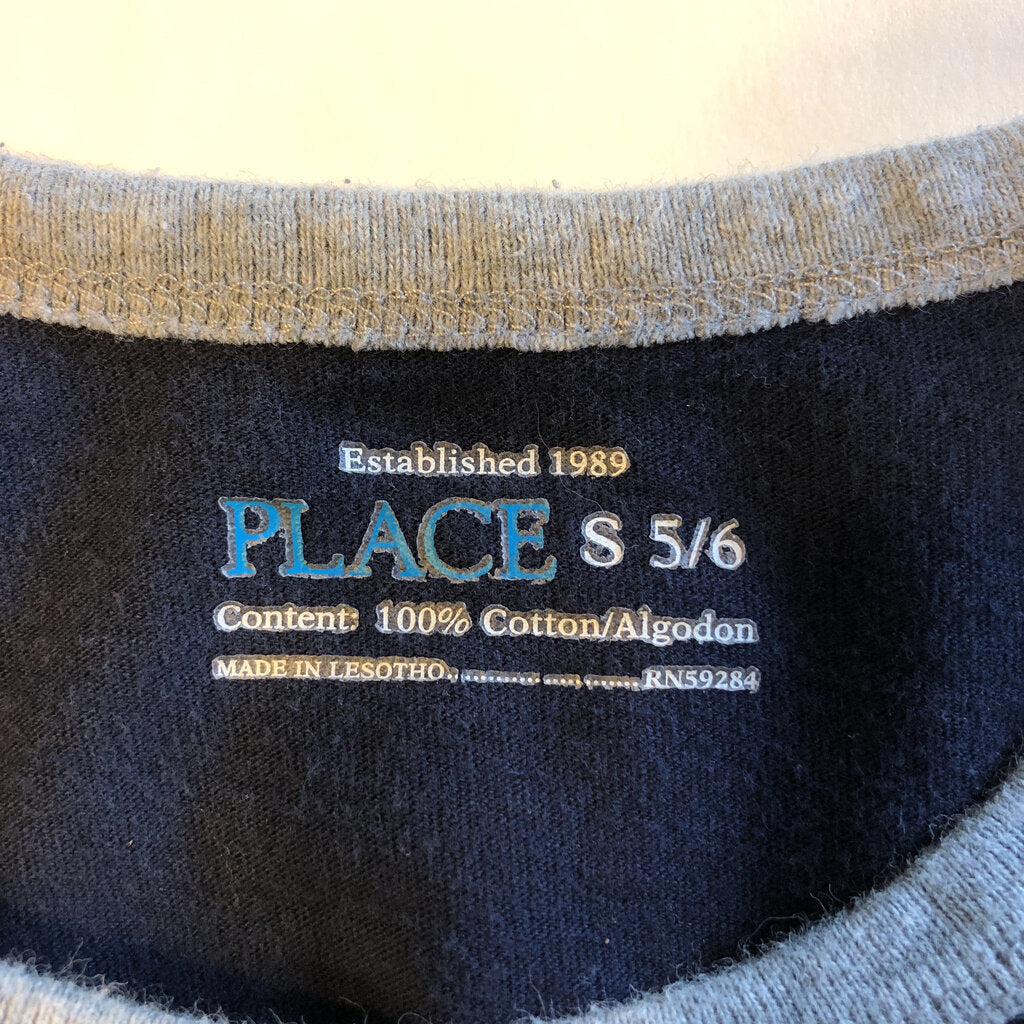 Established 1989
PLACE S 5/6
Content: 100% Cotton/Algodon
MADE IN LESOTHO.......................RN59284